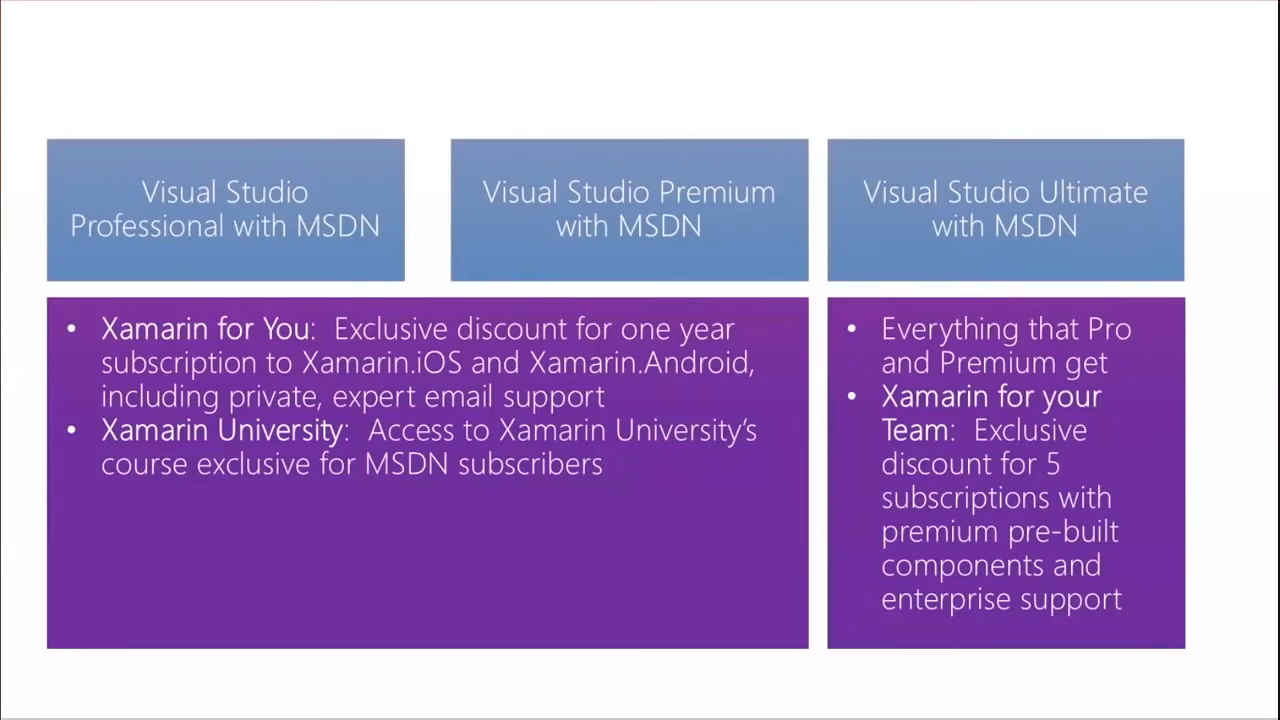 Visual Studio
Professional with MSDN
Visual Studio Premium
with MSDN
Visual Studio Ultimate
with MSDN
• Xamarin for You:  Exclusive discount for one year
subscription to Xamarin.iOS and Xamarin.Android,
including private, expert email support
• Xamarin University:  Access to Xamarin University’s
course exclusive for MSDN subscribers
• Everything that Pro
and Premium get
• Xamarin for your
Team:  Exclusive
discount for 5
subscriptions with
premium pre-built
components and
enterprise support